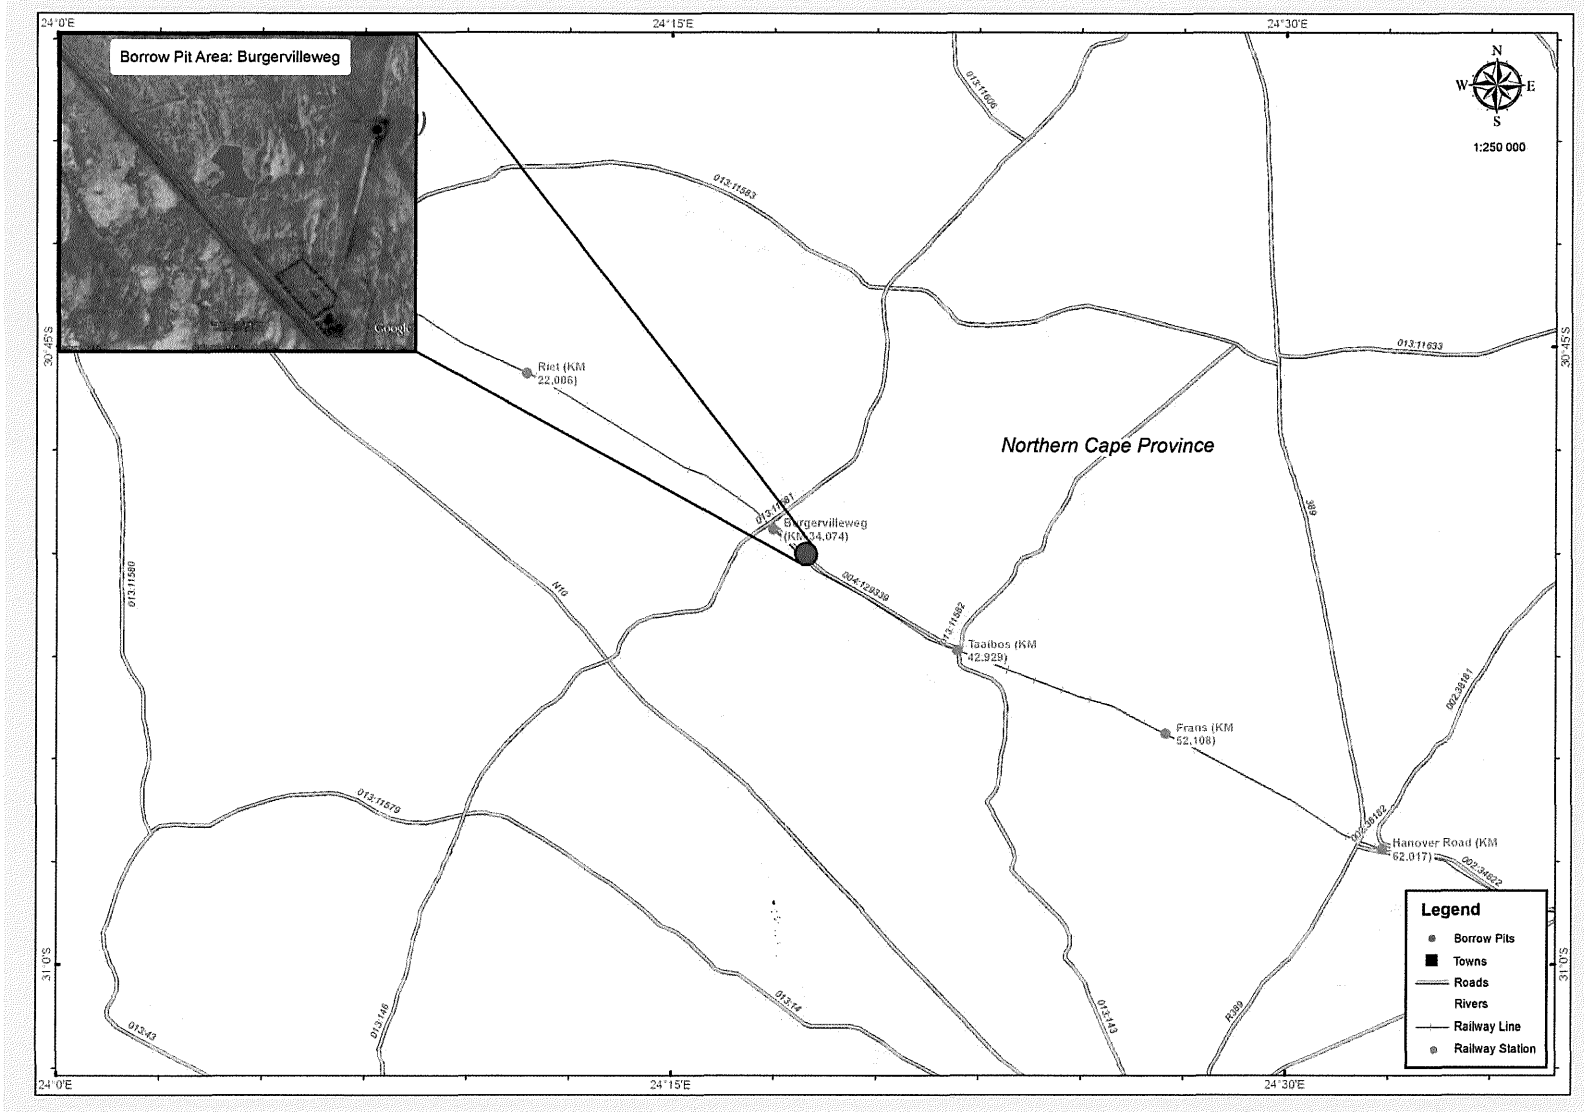 24°0'E
24°15'E
24°30'E
Borrow Pit Area: Burgervilleweg
Google
N
W
E
S
1:250 000
013:11606
013:11583
30°45'S
30°45'S
013:11633
Riet (KM
22.006)
Northern Cape Province
389
Burgervilleweg
(KM 34.074)
004:129339
013:11580
N10
013:11582
Taaibos (KM
42.929)
002:38181
Frans (KM
52.108)
013:11579
002:38182
Hanover Road (KM
62.017)
002:34622
Legend
Borrow Pits
Towns
Roads
Rivers
Railway Line
Railway Station
31°0'S
31°0'S
013:14
013:146
013:143
R389
013:43
24°0'E
24°15'E
24°30'E